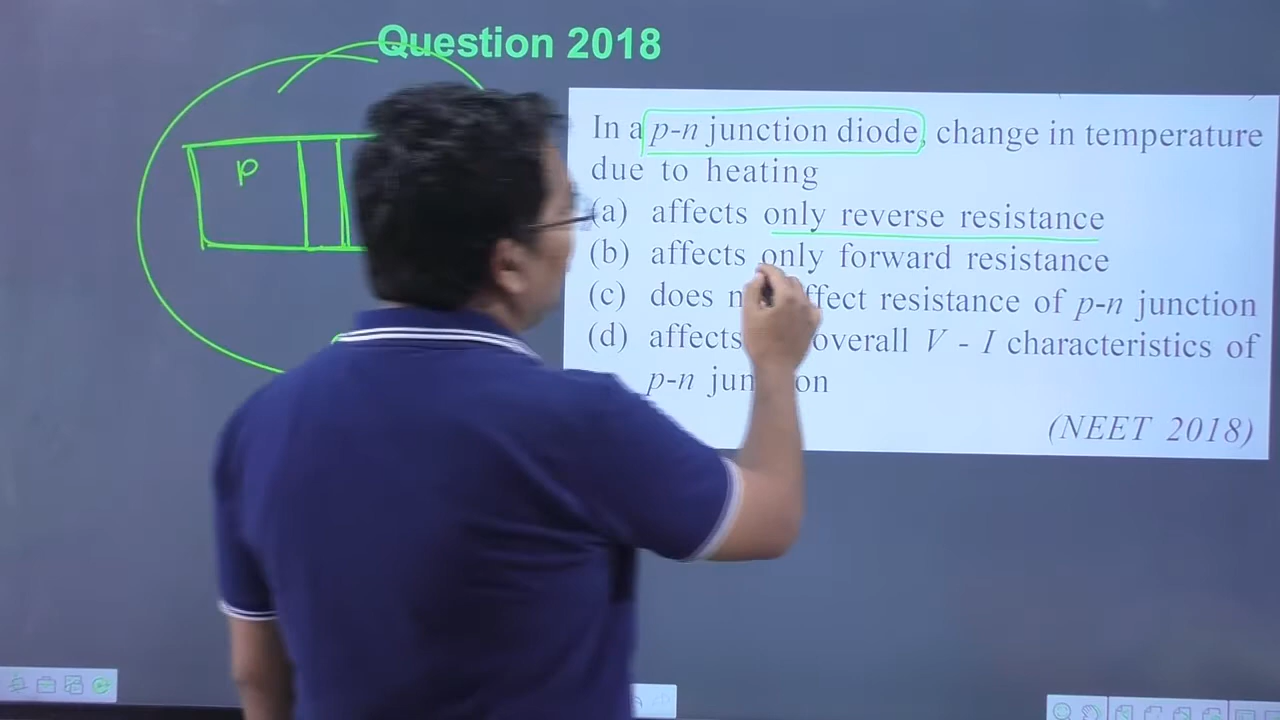 Question 2018
p
In a p-n junction diode, change in temperature
due to heating
(a) affects only reverse resistance
(b) affects only forward resistance
(c) does resistance of p-n junction
(d) affects overall V - I characteristics of
p-n
(NEET 2018)